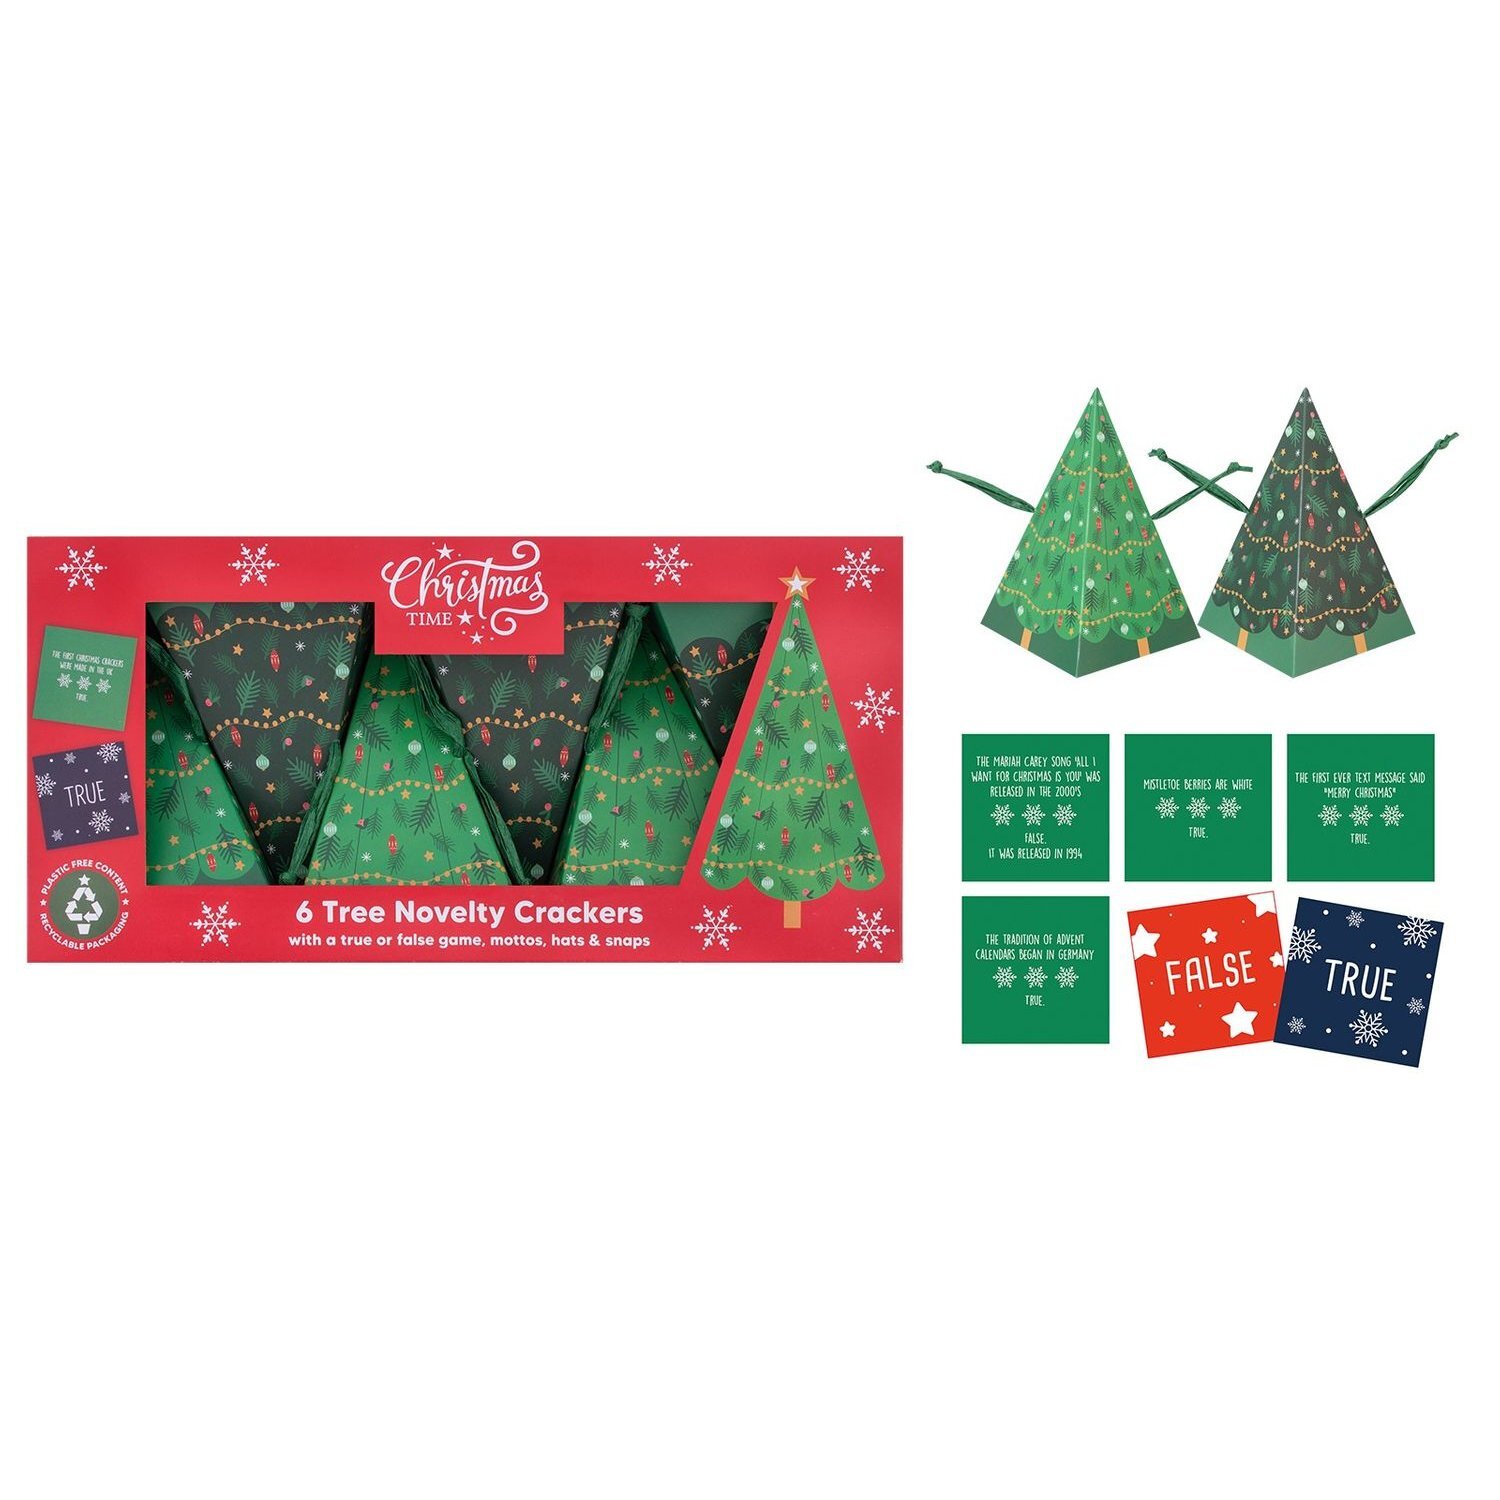 Christmas
TIME
THE FIRST CHRISTMAS CRACKERS
WERE MADE IN THE UK
TRUE.
TRUE
PLASTIC FREE CONTENT
RECYCLABLE PACKAGING
6 Tree Novelty Crackers
with a true or false game, mottos, hats & snaps
THE MARIAH CAREY SONG 'ALL I
WANT FOR CHRISTMAS IS YOU' WAS
RELEASED IN THE 2000'S
FALSE.
IT WAS RELEASED IN 1994
MISTLETOE BERRIES ARE WHITE
TRUE.
THE FIRST EVER TEXT MESSAGE SAID
"MERRY CHRISTMAS"
TRUE.
THE TRADITION OF ADVENT
CALENDARS BEGAN IN GERMANY
TRUE.
FALSE
TRUE